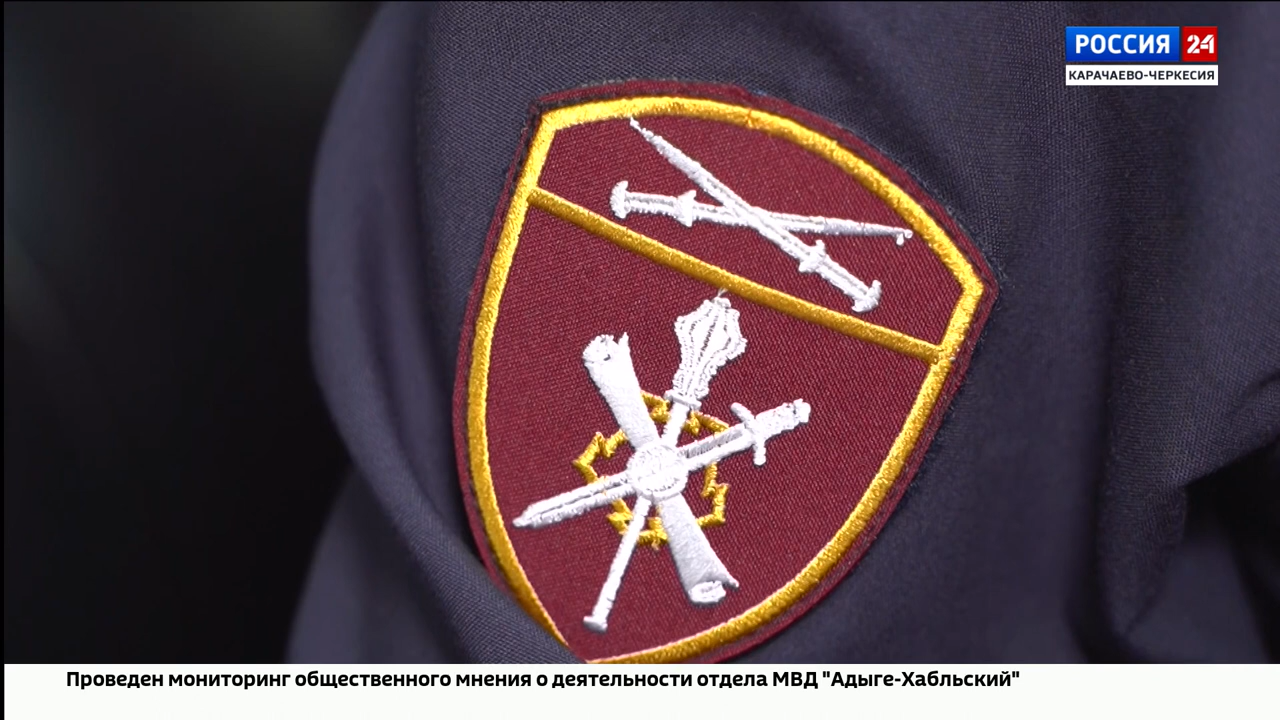 РОССИЯ 24
КАРАЧАЕВО-ЧЕРКЕСИЯ
Проведен мониторинг общественного мнения о деятельности отдела МВД "Адыге-Хабльский"